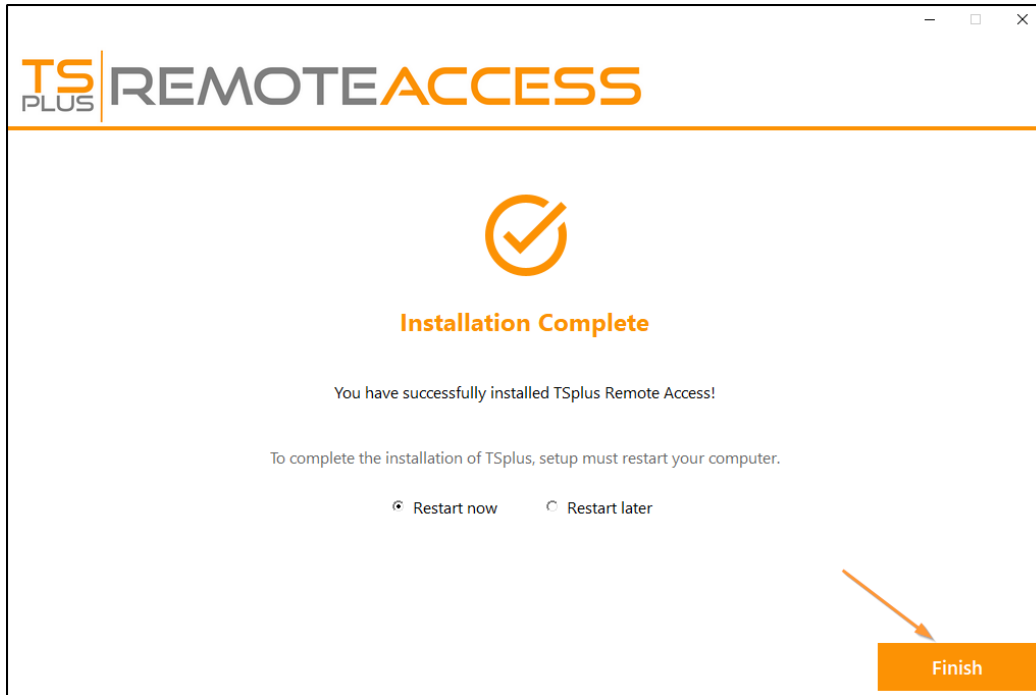 TS PLUS REMOTEACCESS
Installation Complete
You have successfully installed TSplus Remote Access!
To complete the installation of TSplus, setup must restart your computer.
Restart now Restart later
Finish